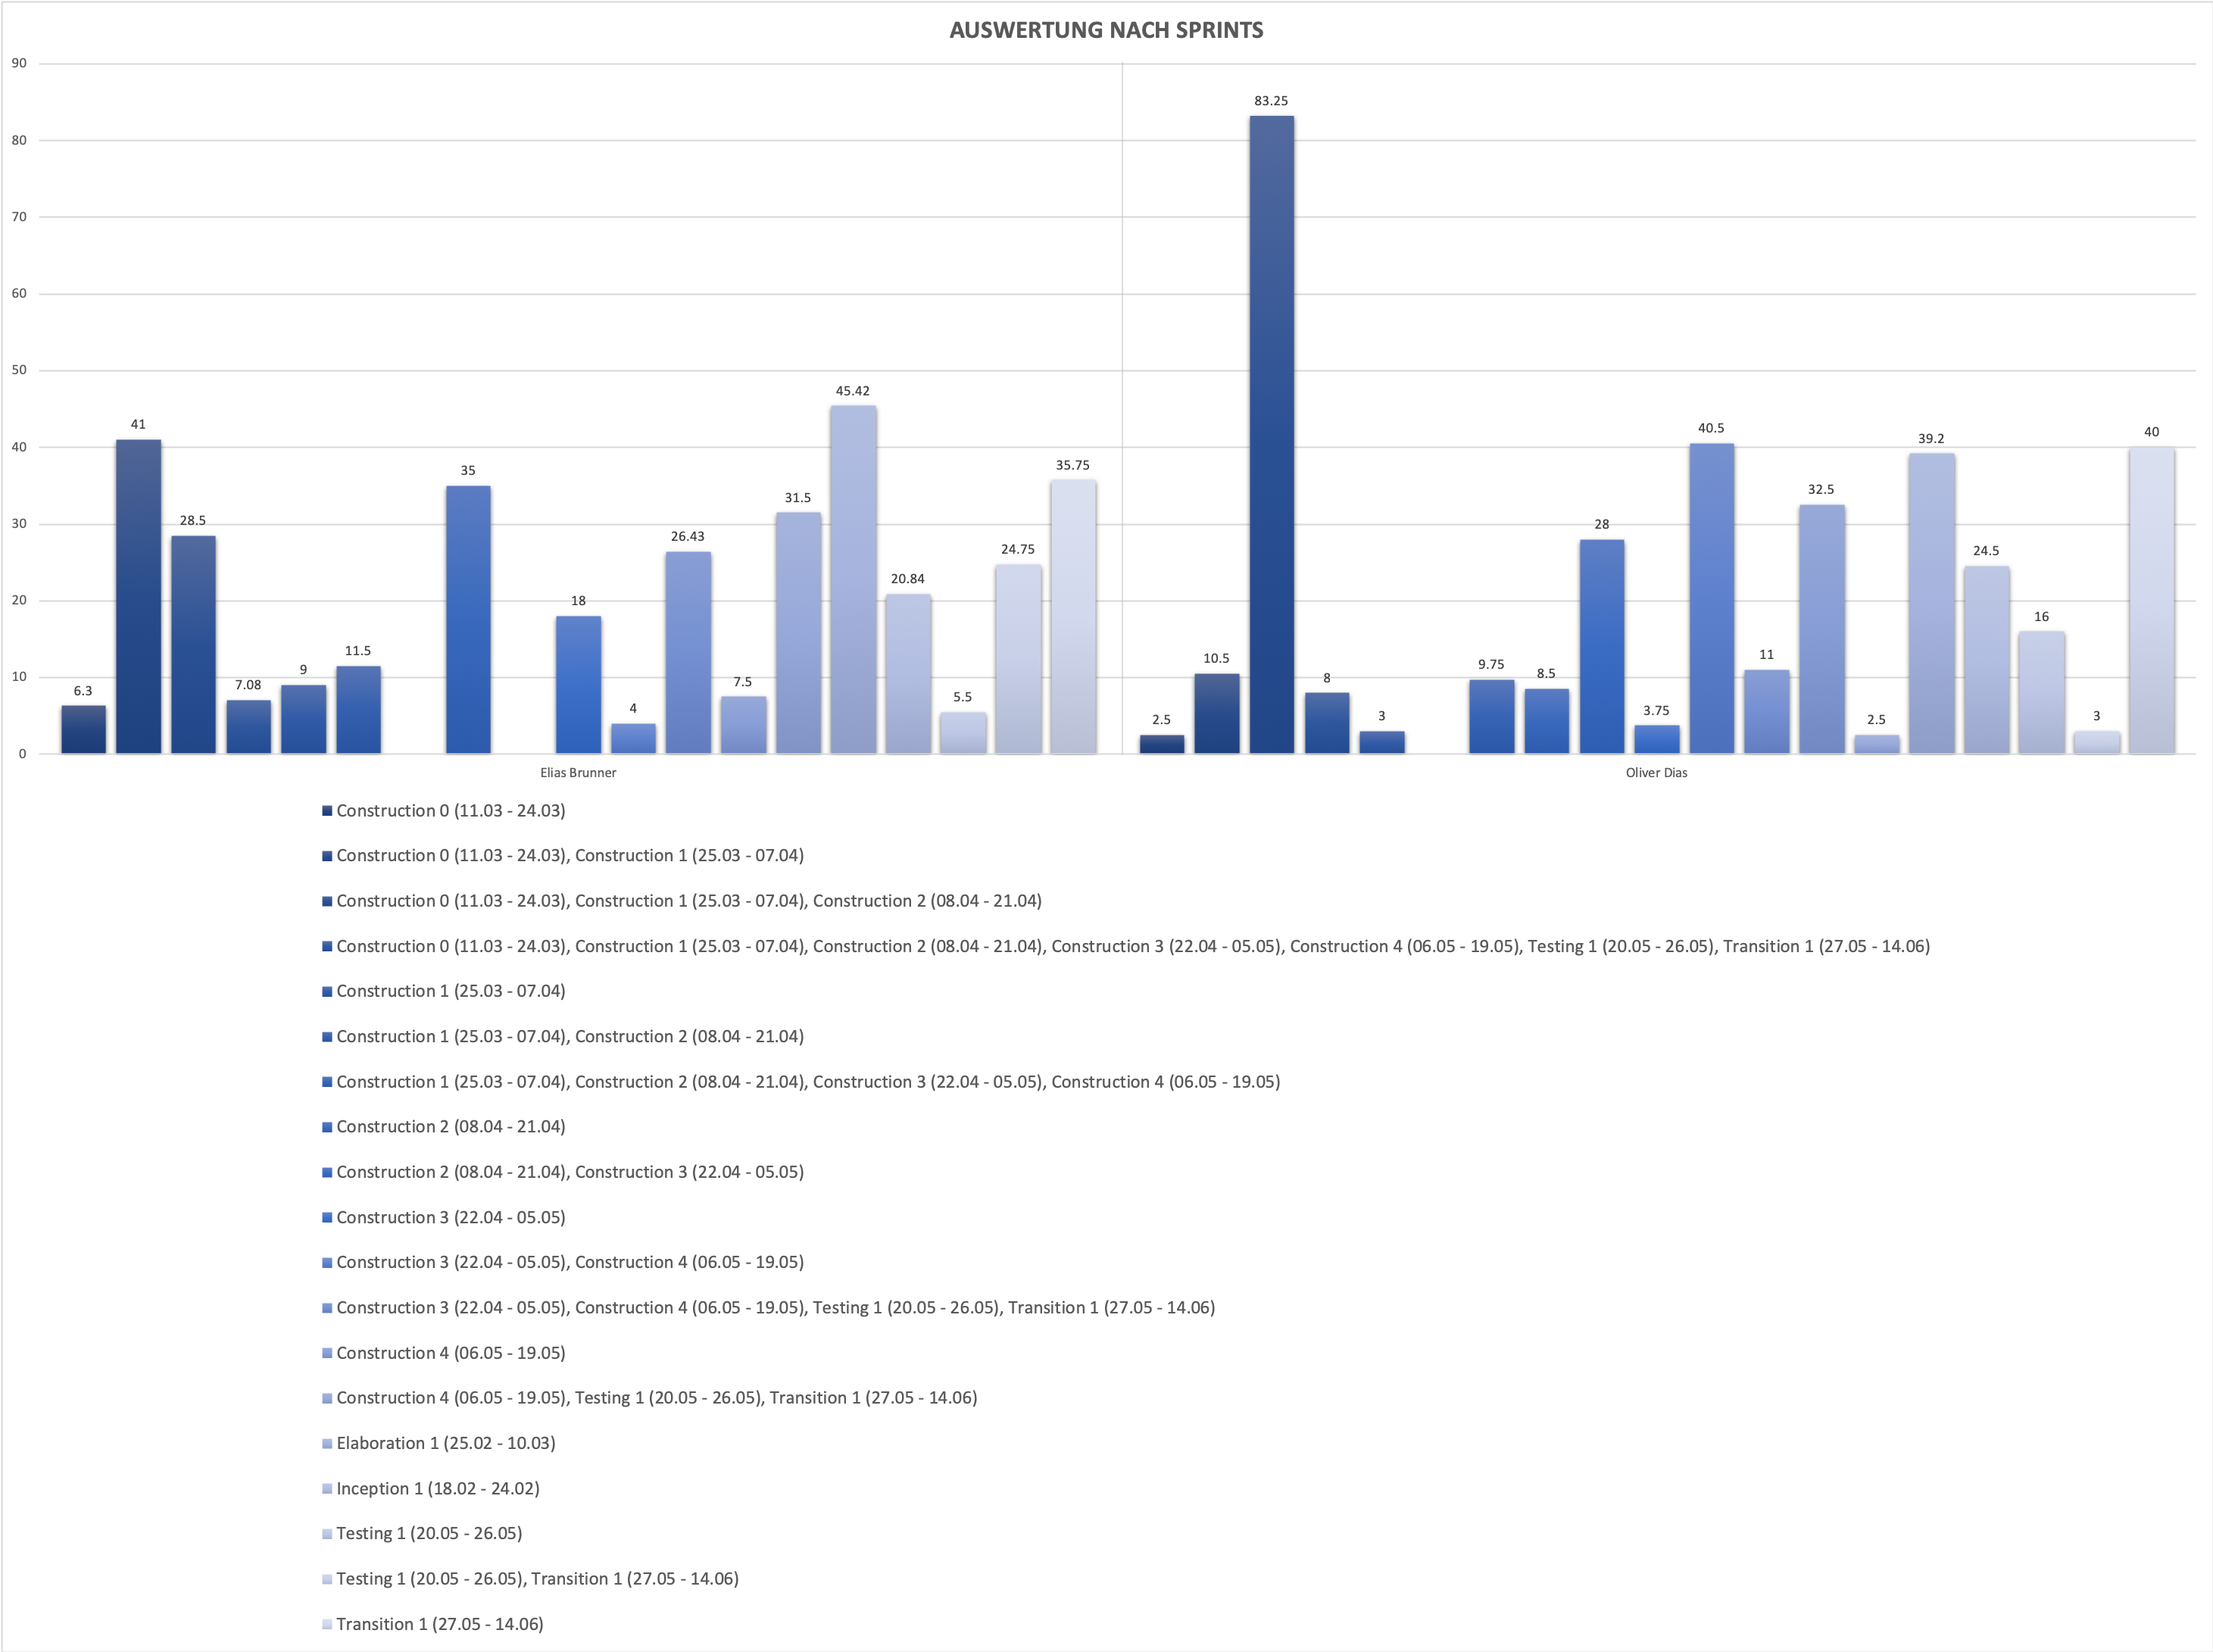 AUSWERTUNG NACH SPRINTS
90
80
70
60
50
40
30
20
10
0
6.3
41
28.5
7.08
9
11.5
35
18
4
26.43
7.5
31.5
45.42
20.84
5.5
24.75
35.75
2.5
10.5
83.25
8
3
9.75
8.5
28
3.75
40.5
11
32.5
2.5
39.2
24.5
16
3
40
Elias Brunner
Oliver Dias
Construction 0 (11.03 - 24.03)
Construction 0 (11.03 - 24.03), Construction 1 (25.03 - 07.04)
Construction 0 (11.03 - 24.03), Construction 1 (25.03 - 07.04), Construction 2 (08.04 - 21.04)
Construction 0 (11.03 - 24.03), Construction 1 (25.03 - 07.04), Construction 2 (08.04 - 21.04), Construction 3 (22.04 - 05.05), Construction 4 (06.05 - 19.05), Testing 1 (20.05 - 26.05), Transition 1 (27.05 - 14.06)
Construction 1 (25.03 - 07.04)
Construction 1 (25.03 - 07.04), Construction 2 (08.04 - 21.04)
Construction 1 (25.03 - 07.04), Construction 2 (08.04 - 21.04), Construction 3 (22.04 - 05.05), Construction 4 (06.05 - 19.05)
Construction 2 (08.04 - 21.04)
Construction 2 (08.04 - 21.04), Construction 3 (22.04 - 05.05)
Construction 3 (22.04 - 05.05)
Construction 3 (22.04 - 05.05), Construction 4 (06.05 - 19.05)
Construction 3 (22.04 - 05.05), Construction 4 (06.05 - 19.05), Testing 1 (20.05 - 26.05), Transition 1 (27.05 - 14.06)
Construction 4 (06.05 - 19.05)
Construction 4 (06.05 - 19.05), Testing 1 (20.05 - 26.05), Transition 1 (27.05 - 14.06)
Elaboration 1 (25.02 - 10.03)
Inception 1 (18.02 - 24.02)
Testing 1 (20.05 - 26.05)
Testing 1 (20.05 - 26.05), Transition 1 (27.05 - 14.06)
Transition 1 (27.05 - 14.06)